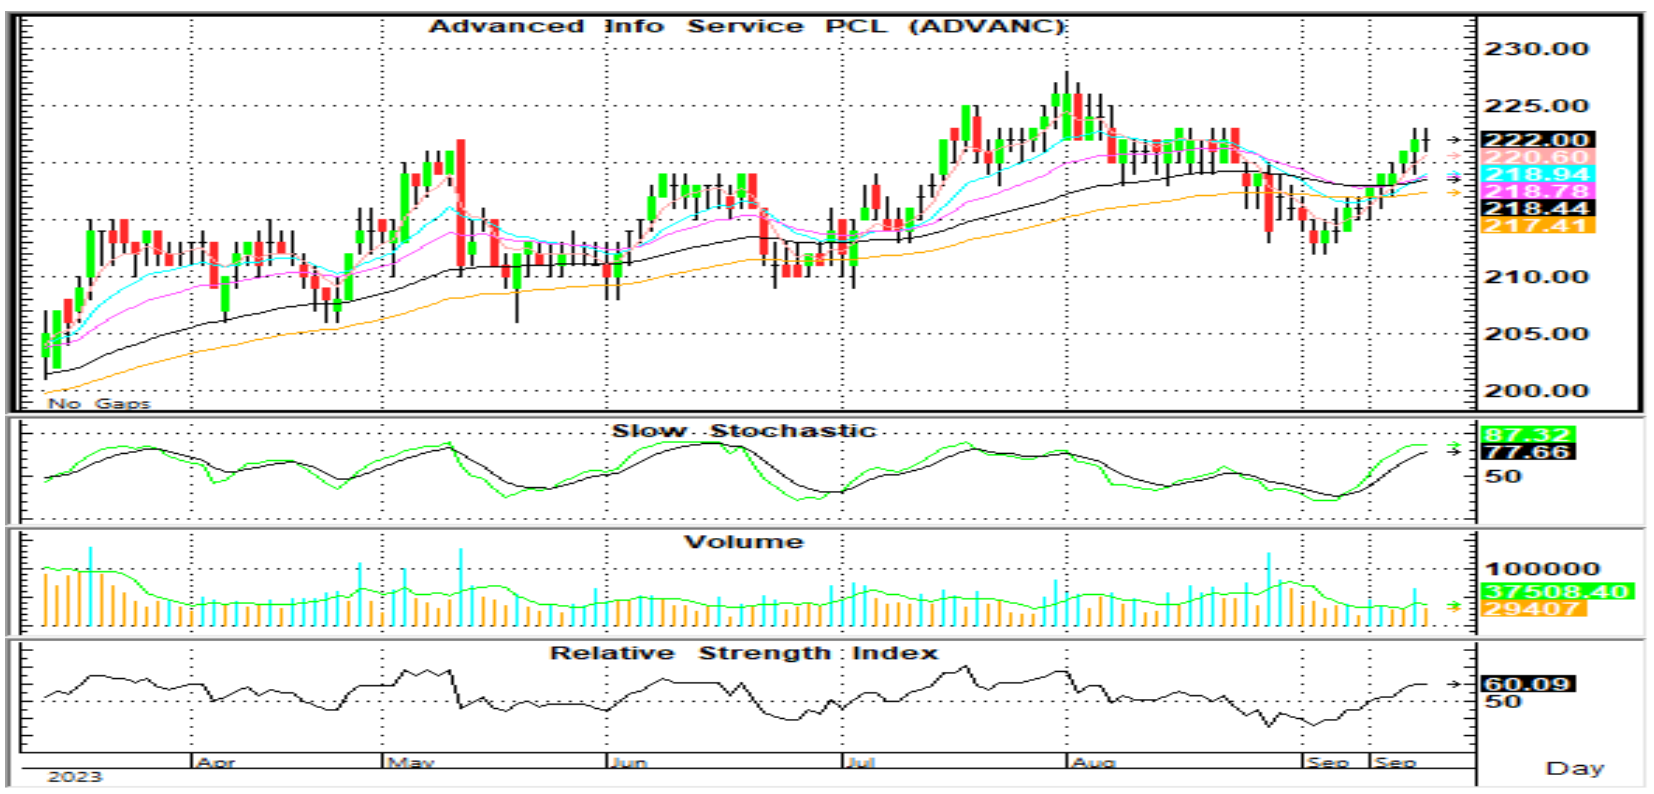 Advanced Info Service PCL (ADVANC)
230.00
225.00
222.00
220.60
218.94
218.78
218.44
217.41
210.00
205.00
200.00
No Gaps
Slow Stochastic
87.32
77.66
50
Volume
100000
37508.40
29407
Relative Strength Index
60.09
50
Apr May Jun Jul Aug Sep Sep
2023
Day